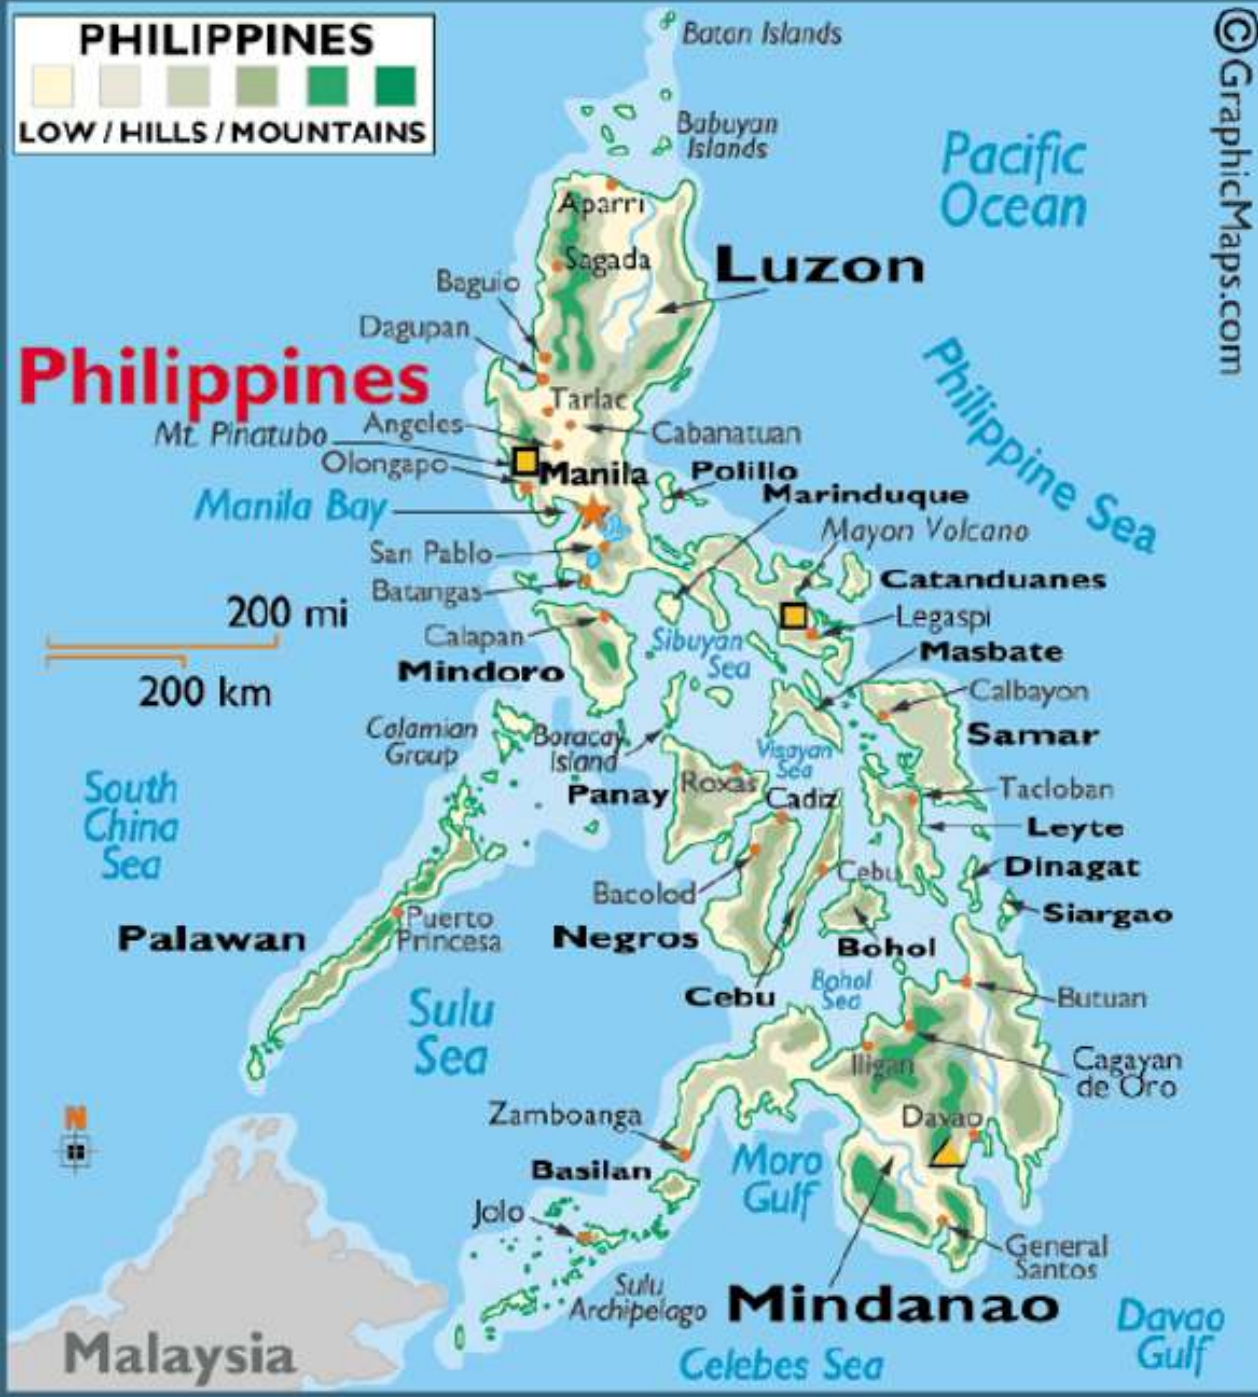 PHILIPPINES
LOW / HILLS / MOUNTAINS
©GraphicMaps.com
Batan Islands
Babuyan
Islands
Pacific
Ocean
Aparri
Sagada
Luzon
Baguio
Dagupan
Philippines
Philippine Sea
Tarlac
Angeles
Cabanatuan
Mt. Pinatubo
Olongapo
Manila
Polillo
Marinduque
Manila Bay
Mayon Volcano
San Pablo
Catanduanes
Batangas
200 mi
Legaspi
Calapan
Sibuyan
Sea
Masbate
Mindoro
200 km
Calbayon
Calamian
Group
Boracay
Island
Visayan
Sea
Samar
South
China
Sea
Roxas
Panay
Cadiz
Tacloban
Leyte
Dinagat
Cebu
Bacolod
Siargao
Puerto
Princesa
Palawan
Negros
Bohol
Cebu
Bohol
Sea
Butuan
Sulu
Sea
Iligan
Cagayan
de Oro
Zamboanga
Davao
N
Basilan
Moro
Gulf
Jolo
General
Santos
Sulu
Archipelago
Mindanao
Davao
Gulf
Malaysia
Celebes Sea